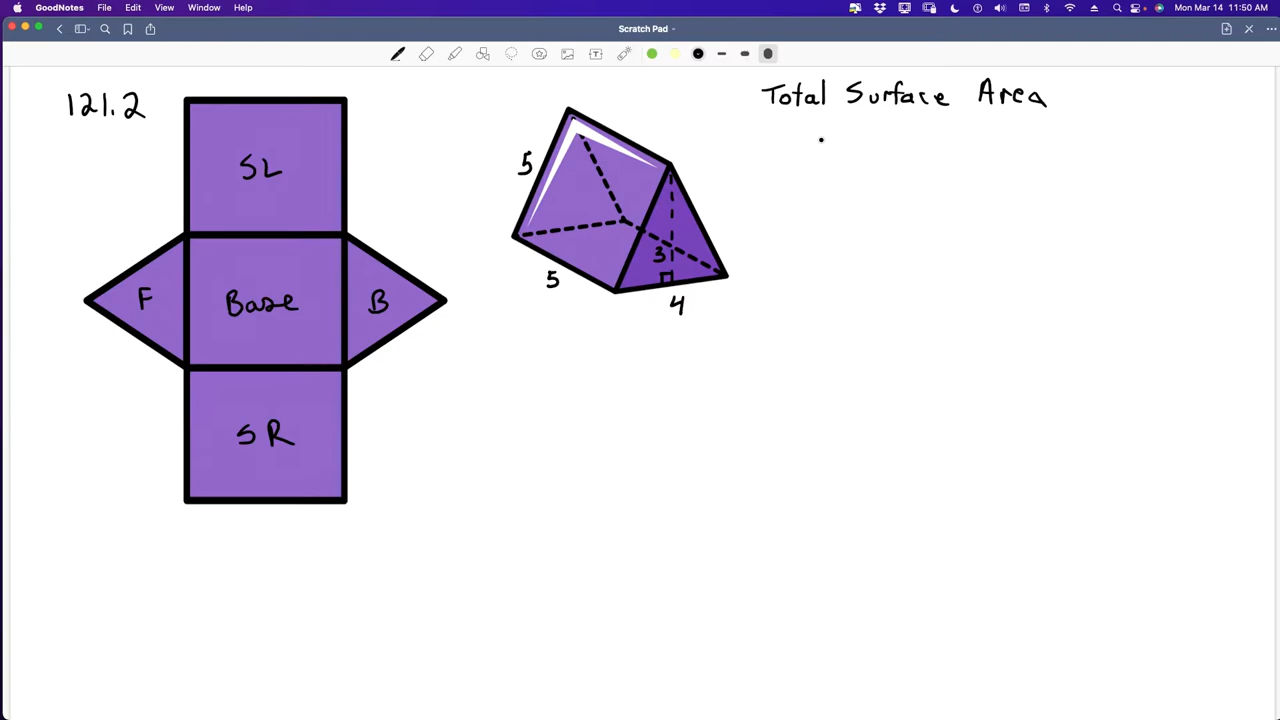 GoodNotes File Edit View Window Help
Mon Mar 14 11:50 AM
Scratch Pad
T
121.2
Total Surface Area
SL
F
Base
B
SR
5
5
3
4